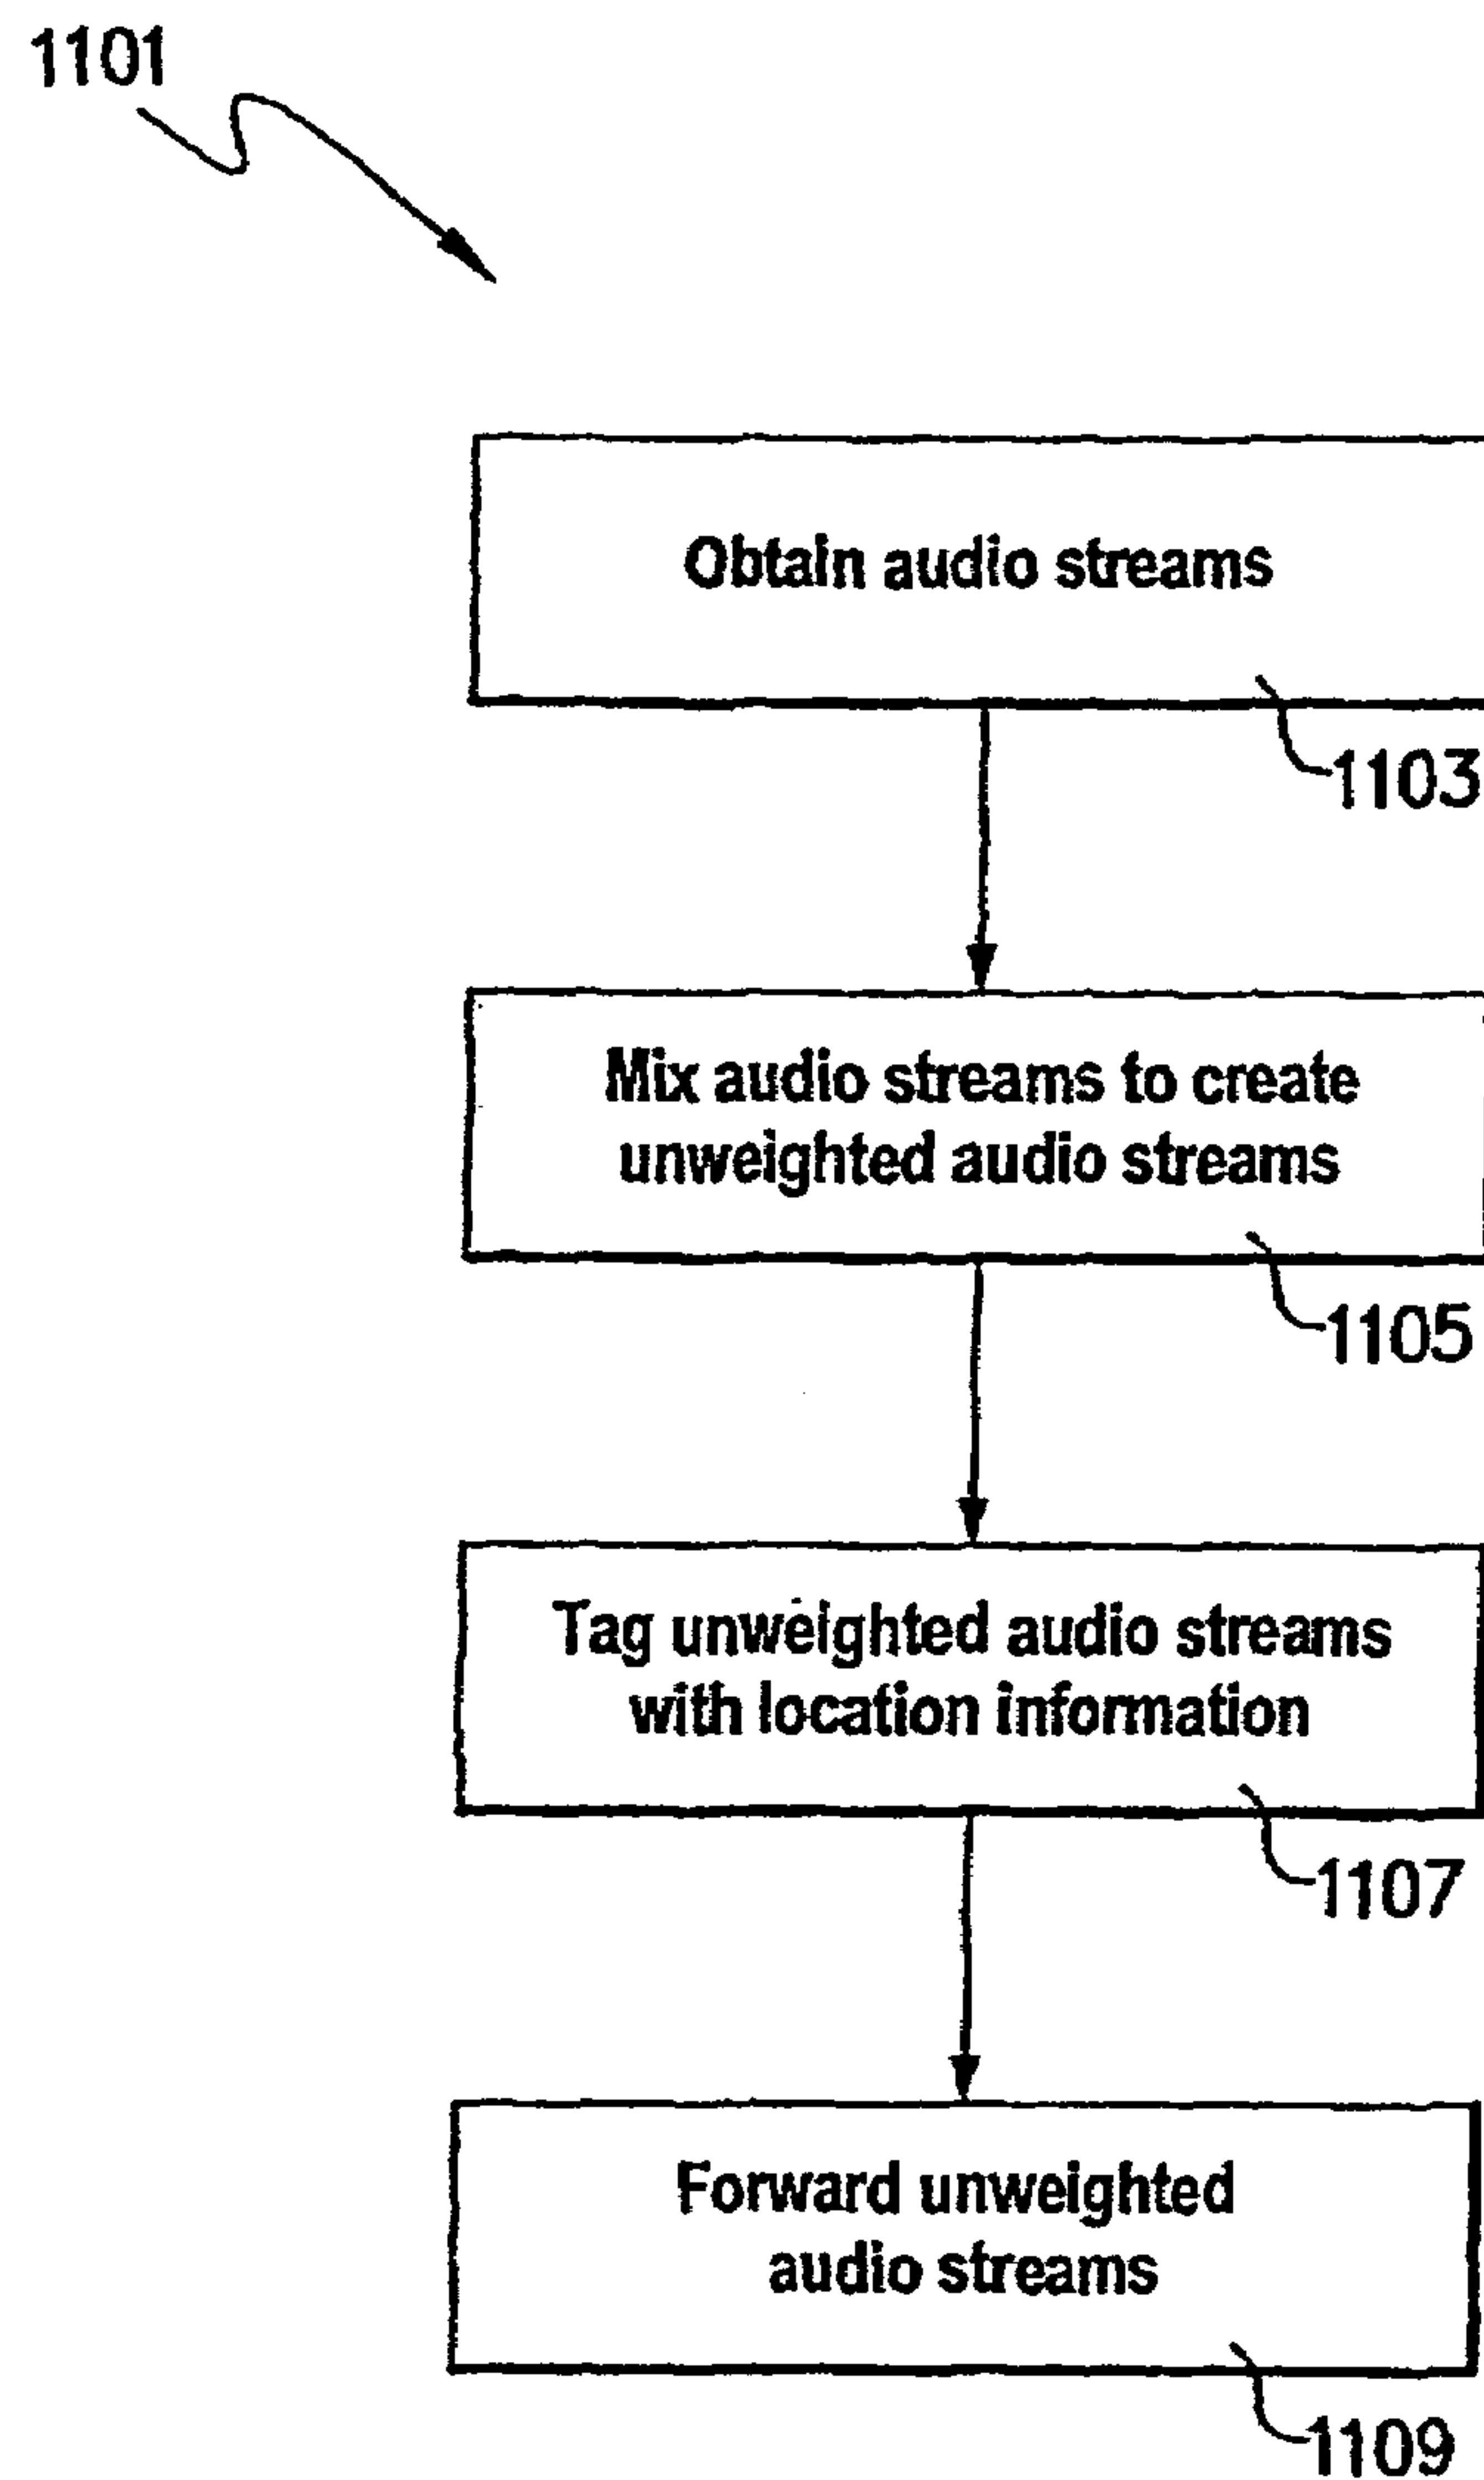 1101
Obtain audio streams
1103
Mix audio streams to create
unweighted audio streams
1105
Tag unweighted audio streams
with location information
1107
Forward unweighted
audio streams
1109